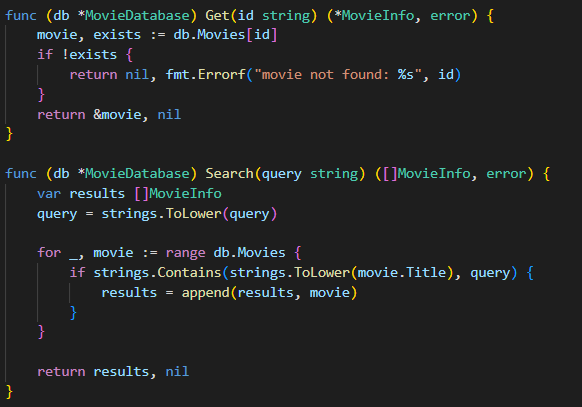 func (db *MovieDatabase) Get(id string) (*MovieInfo, error) {
    movie, exists := db.Movies[id]
    if !exists {
        return nil, fmt.Errorf("movie not found: %s", id)
    }
    return &movie, nil
}

func (db *MovieDatabase) Search(query string) ([]MovieInfo, error) {
    var results []MovieInfo
    query = strings.ToLower(query)

    for _, movie := range db.Movies {
        if strings.Contains(strings.ToLower(movie.Title), query) {
            results = append(results, movie)
        }
    }

    return results, nil
}